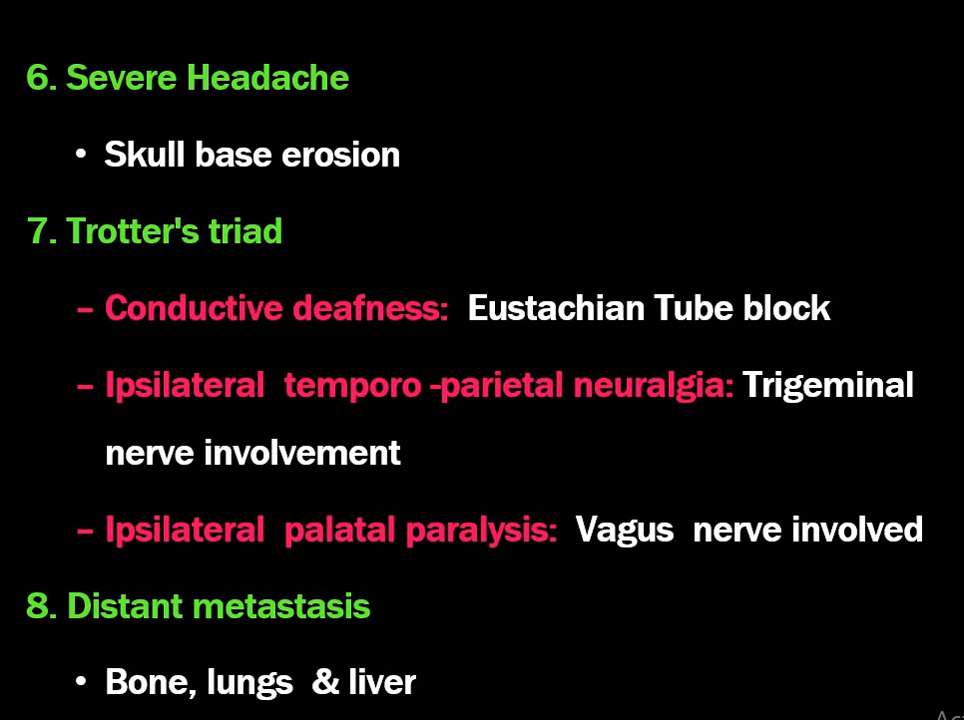 6. Severe Headache
• Skull base erosion
7. Trotter's triad
– Conductive deafness:  Eustachian Tube block
– Ipsilateral  temporo -parietal neuralgia: Trigeminal
nerve involvement
– Ipsilateral  palatal paralysis:  Vagus  nerve involved
8. Distant metastasis
• Bone, lungs  & liver